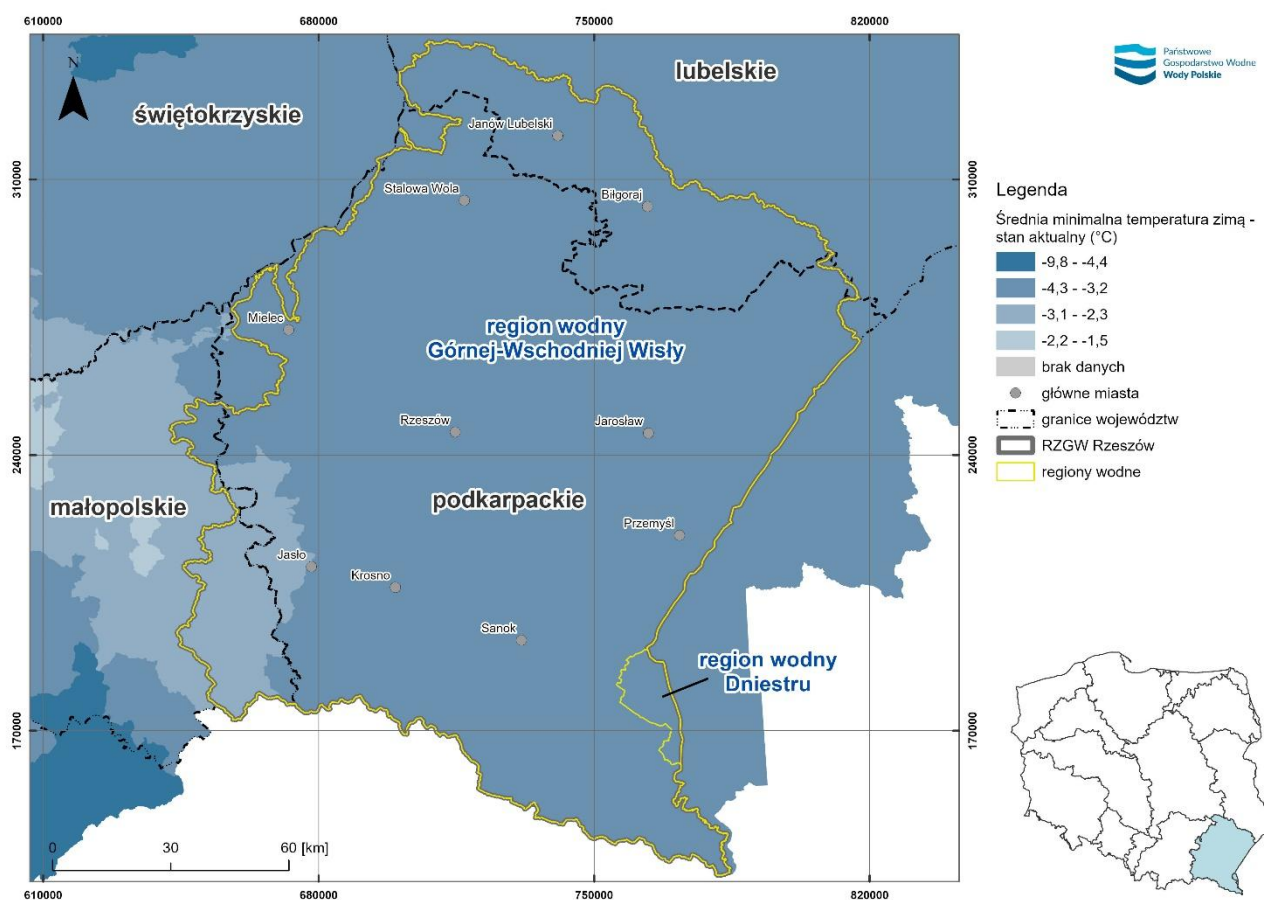 610000
680000
750000
820000
Państwowe
Gospodarstwo Wodne
Wody Polskie
N
lubelskie
świętokrzyskie
Janów Lubelski
310000
310000
Stalowa Wola
Biłgoraj
Legenda
Średnia minimalna temperatura zimą -
stan aktualny (°C)
-9,8 - -4,4
-4,3 - -3,2
-3,1 - -2,3
-2,2 - -1,5
brak danych
główne miasta
granice województw
RZGW Rzeszów
regiony wodne
Mielec
region wodny
Górnej-Wschodniej Wisły
Rzeszów
Jarosław
240000
240000
małopolskie
podkarpackie
Przemyśl
Jasło
Krosno
Sanok
region wodny
Dniestru
170000
170000
0
30
60 [km]
610000
680000
750000
820000